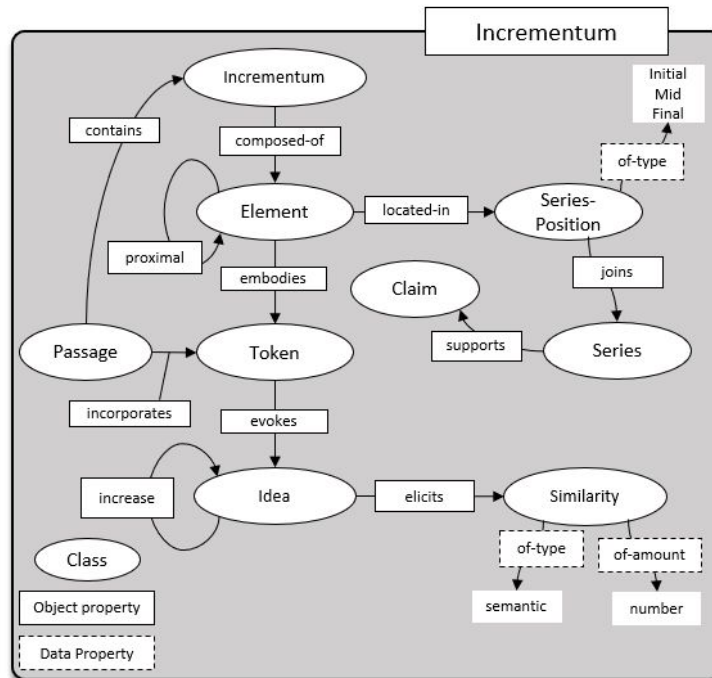 Incrementum
Incrementum
Initial
Mid
Final
contains
composed-of
of-type
Element
located-in
Series-
Position
proximal
embodies
joins
Claim
Passage
Token
supports
Series
incorporates
evokes
increase
Idea
elicits
Similarity
of-type
of-amount
Class
semantic
number
Object property
Data Property